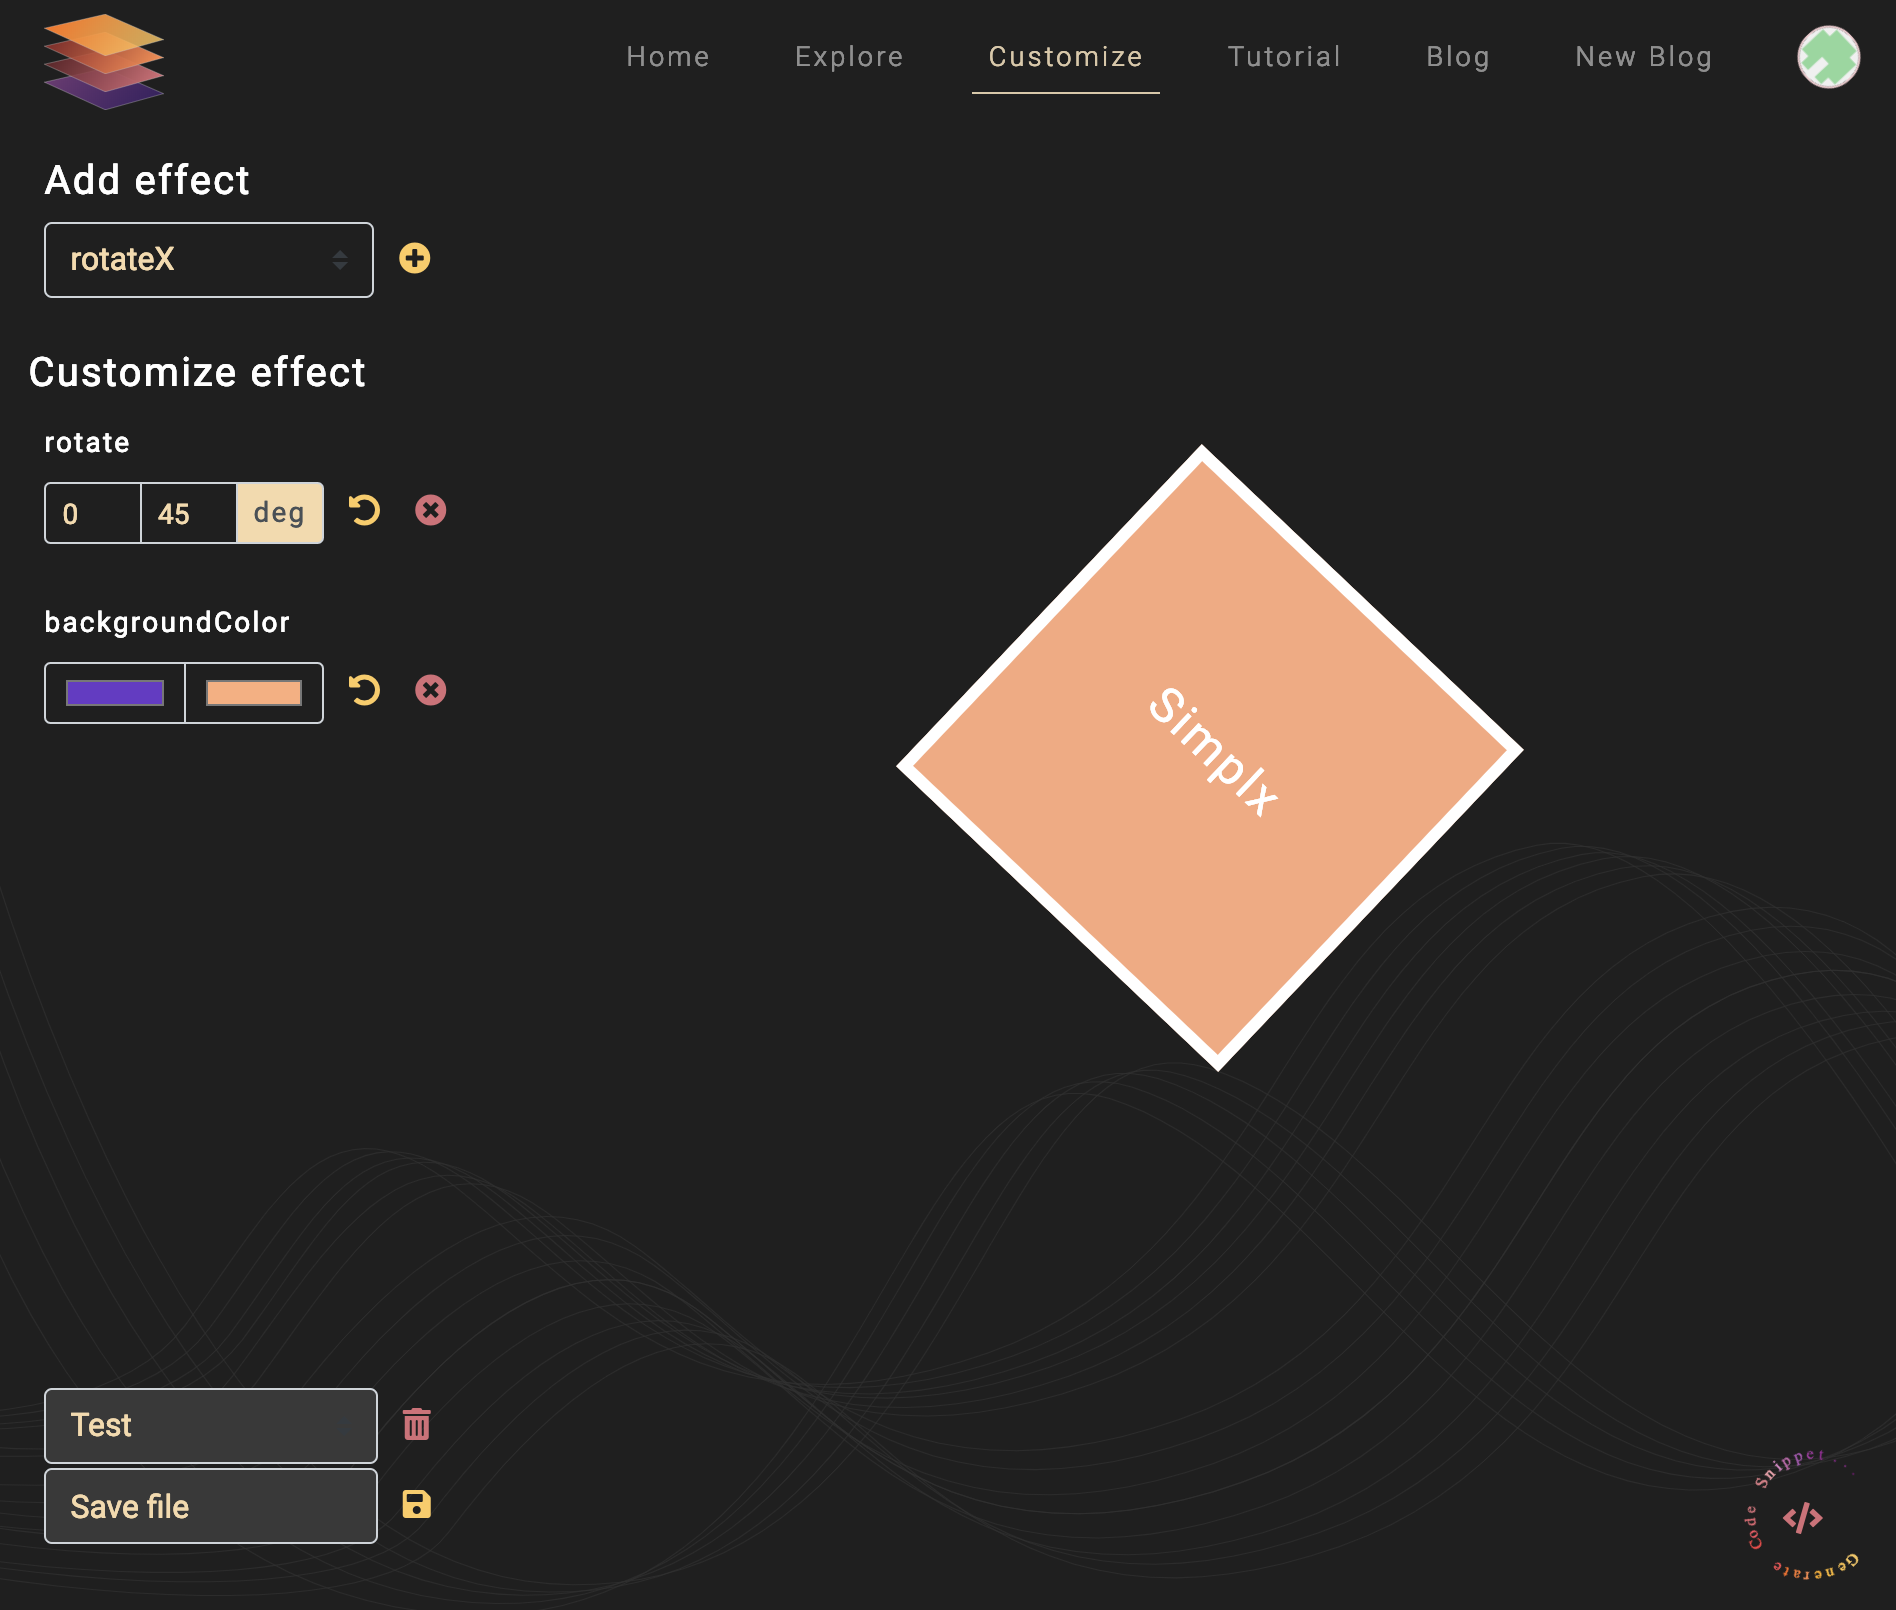 Home Explore Customize Tutorial Blog New Blog
Add effect
rotateX
Customize effect
rotate
0 45 deg
backgroundColor
Simplx
Test
Save file
Generate Code Snippet...